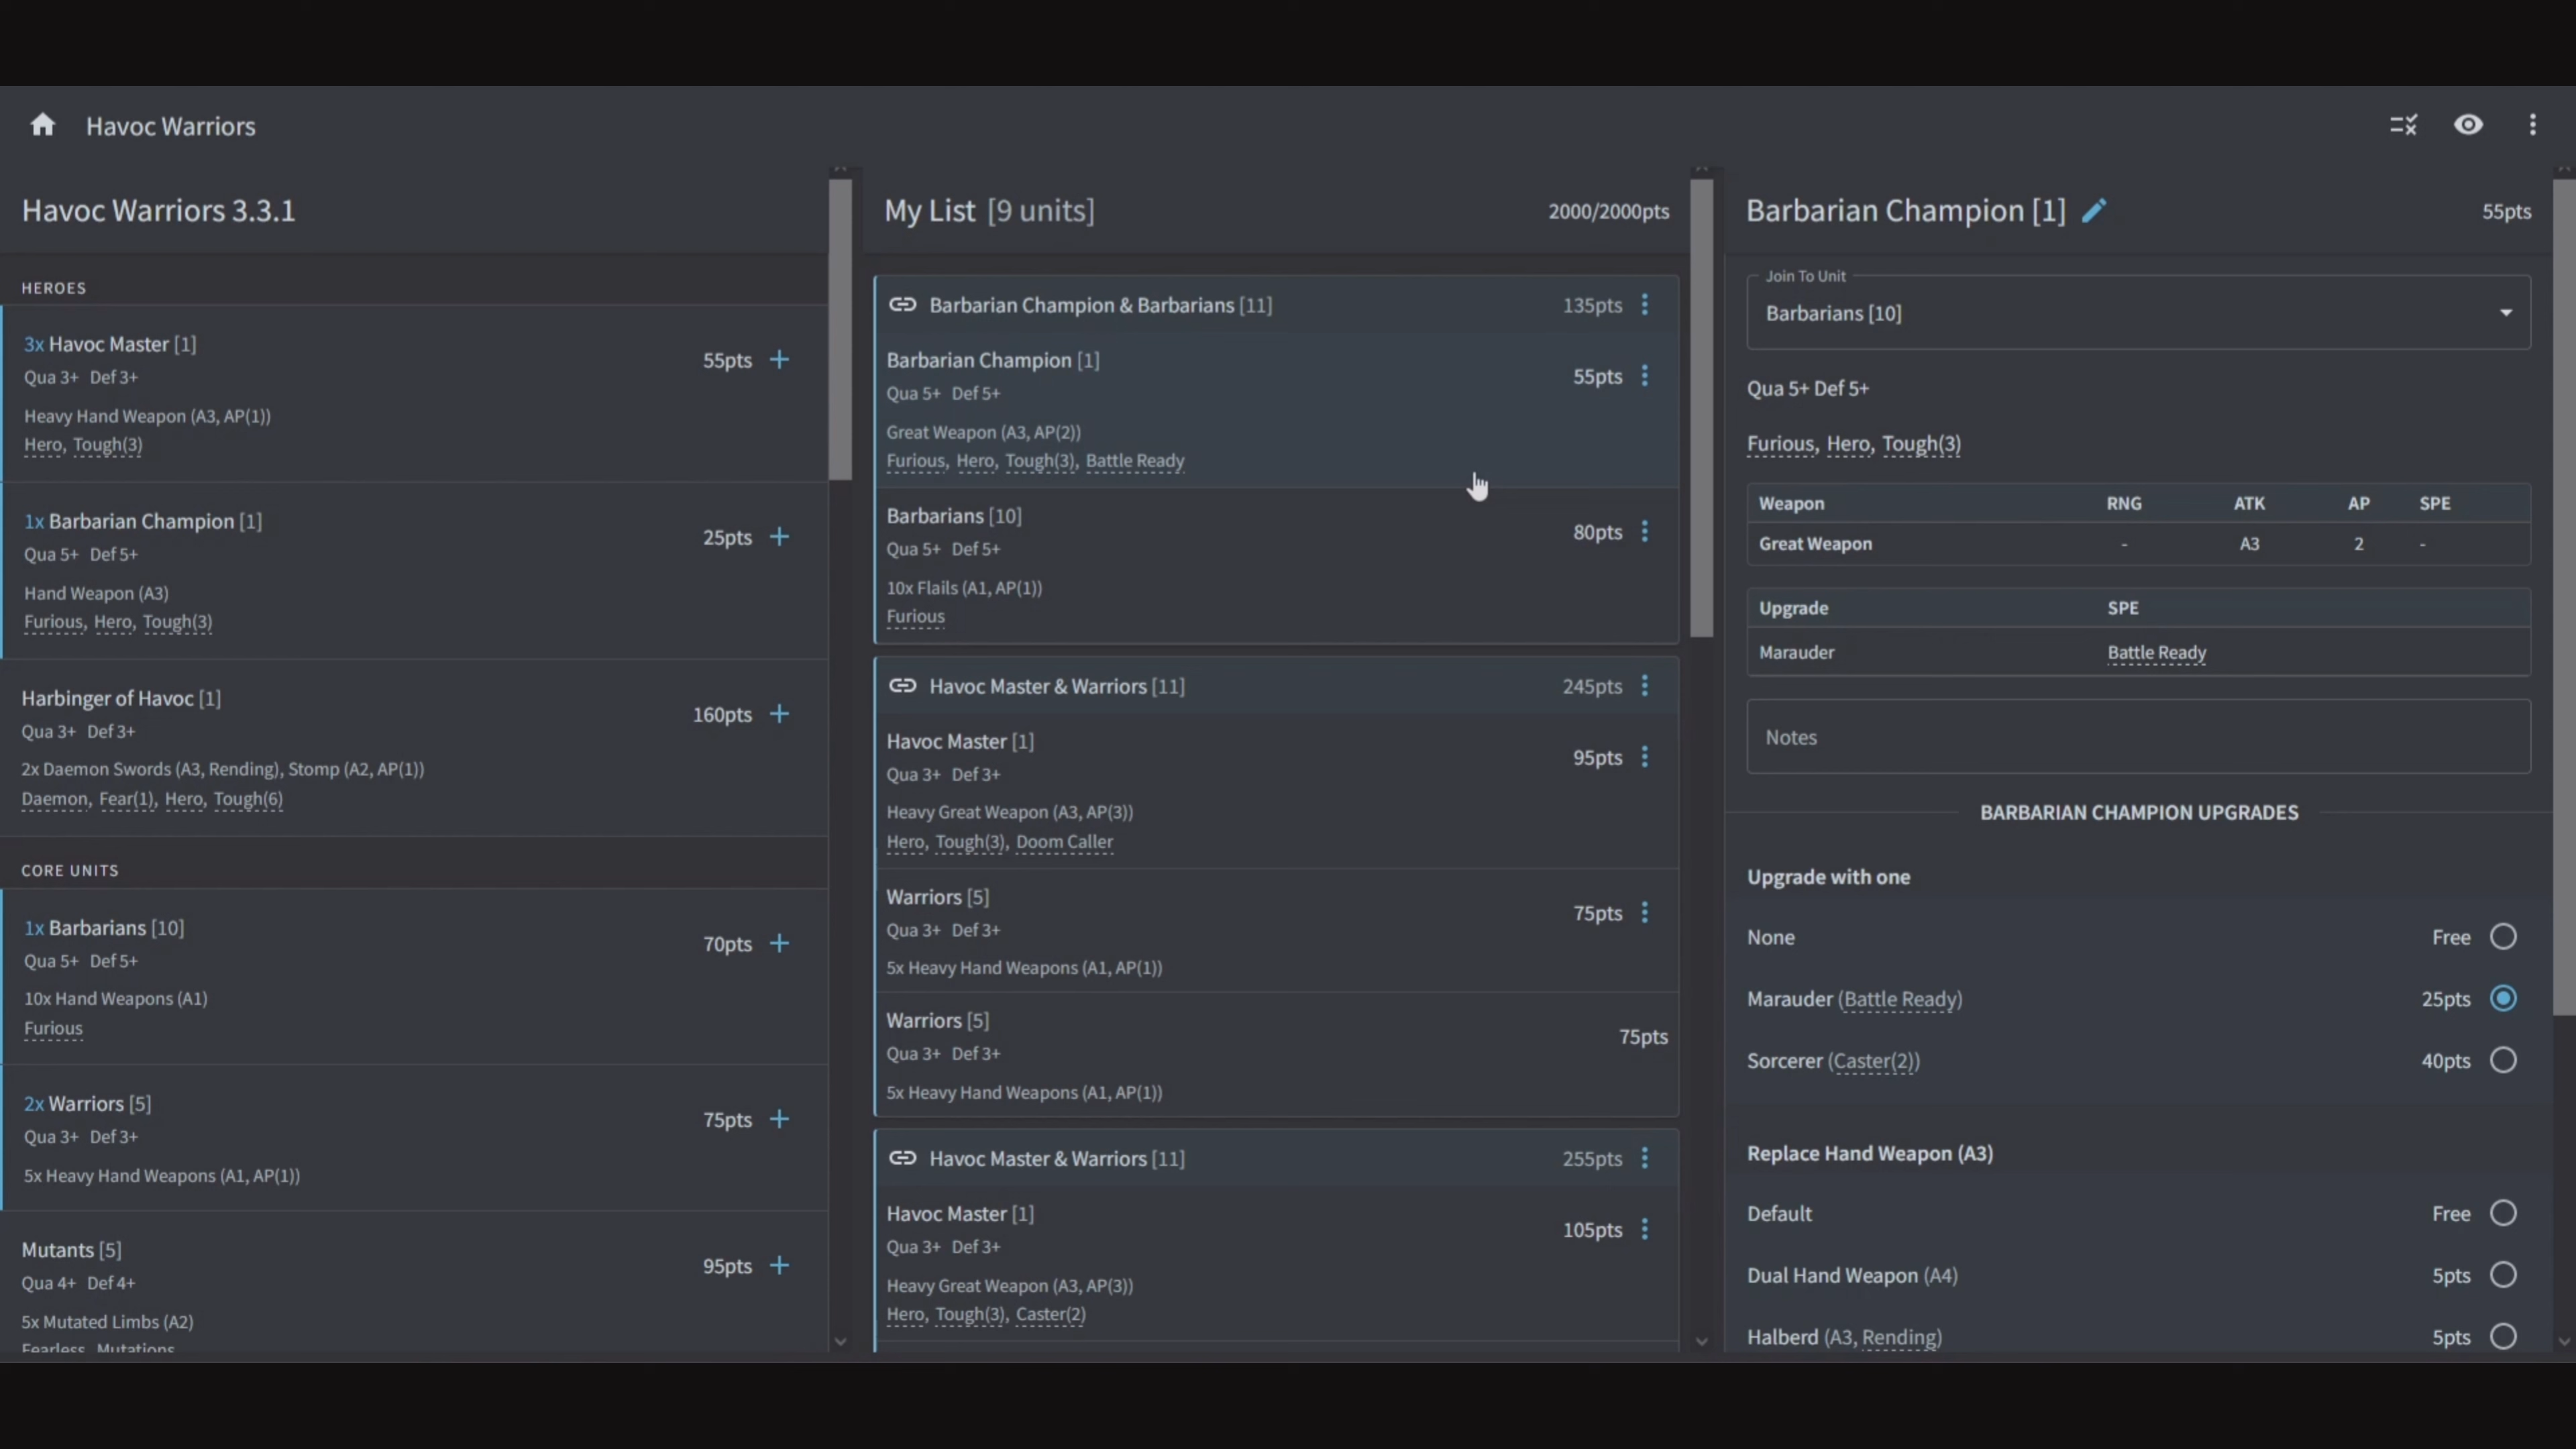 Havoc Warriors
Havoc Warriors 3.3.1
HEROES
3x Havoc Master [1]
Qua 3+ Def 3+
55pts
Heavy Hand Weapon (A3, AP(1))
Hero, Tough(3)
1x Barbarian Champion [1]
Qua 5+ Def 5+
25pts
Hand Weapon (A3)
Furious, Hero, Tough(3)
Harbinger of Havoc [1]
Qua 3+ Def 3+
160pts
2x Daemon Swords (A3, Rending), Stomp (A2, AP(1))
Daemon, Fear(1), Hero, Tough(6)
CORE UNITS
1x Barbarians [10]
Qua 5+ Def 5+
70pts
10x Hand Weapons (A1)
Furious
2x Warriors [5]
Qua 3+ Def 3+
75pts
5x Heavy Hand Weapons (A1, AP(1))
Mutants [5]
Qua 4+ Def 4+
95pts
5x Mutated Limbs (A2)
Fearless, Mutations
My List [9 units]
2000/2000pts
Barbarian Champion & Barbarians [11]
135pts
Barbarian Champion [1]
Qua 5+ Def 5+
55pts
Great Weapon (A3, AP(2))
Furious, Hero, Tough(3), Battle Ready
Barbarians [10]
Qua 5+ Def 5+
80pts
10x Flails (A1, AP(1))
Furious
Havoc Master & Warriors [11]
245pts
Havoc Master [1]
Qua 3+ Def 3+
95pts
Heavy Great Weapon (A3, AP(3))
Hero, Tough(3), Doom Caller
Warriors [5]
Qua 3+ Def 3+
75pts
5x Heavy Hand Weapons (A1, AP(1))
Warriors [5]
Qua 3+ Def 3+
75pts
5x Heavy Hand Weapons (A1, AP(1))
Havoc Master & Warriors [11]
255pts
Havoc Master [1]
Qua 3+ Def 3+
105pts
Heavy Great Weapon (A3, AP(3))
Hero, Tough(3), Caster(2)
Barbarian Champion [1]
55pts
Join To Unit
Barbarians [10]
Qua 5+ Def 5+
Furious, Hero, Tough(3)
Weapon RNG ATK AP SPE
Great Weapon - A3 2 -
Upgrade SPE
Marauder Battle Ready
Notes
BARBARIAN CHAMPION UPGRADES
Upgrade with one
None Free
Marauder (Battle Ready) 25pts
Sorcerer (Caster(2)) 40pts
Replace Hand Weapon (A3)
Default Free
Dual Hand Weapon (A4) 5pts
Halberd (A3, Rending) 5pts